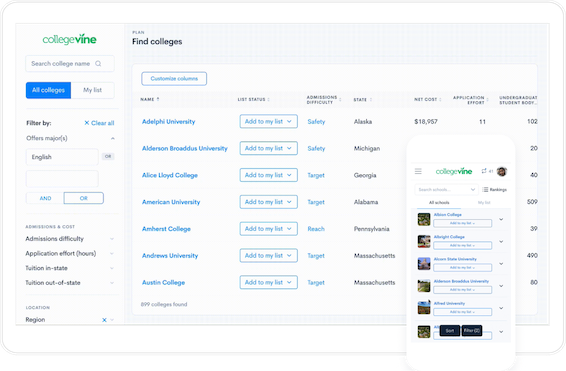 collegevine
Search college name
All colleges My list
Filter by: Clear all
Offers major(s)
English OR
AND OR
ADMISSIONS & COST
Admissions difficulty
Application effort (hours)
Tuition in-state
Tuition out-of-state
LOCATION
Region
PLAN
Find colleges
Customize columns
NAME LIST STATUS ADMISSIONS DIFFICULTY STATE NET COST APPLICATION EFFORT UNDERGRADUAT STUDENT BODY
Adelphi University Add to my list Safety Alaska $18,957 11 102
Alderson Broaddus University Add to my list Safety Michigan 20
Alice Lloyd College Add to my list Target Georgia 40
American University Add to my list Target Alabama 509
Amherst College Add to my list Reach Pennsylvania 39
Andrews University Add to my list Target Massachusetts 490
Austin College Add to my list Target Massachusetts 80
899 colleges found
collegevine
Search schools... Rankings
All schools My list
Albion College
Add to my list
Albright College
Add to my list
Alcorn State University
Add to my list
Alderson Broaddus University
Add to my list
Alfred University
Add to my list
Sort Filter (2)